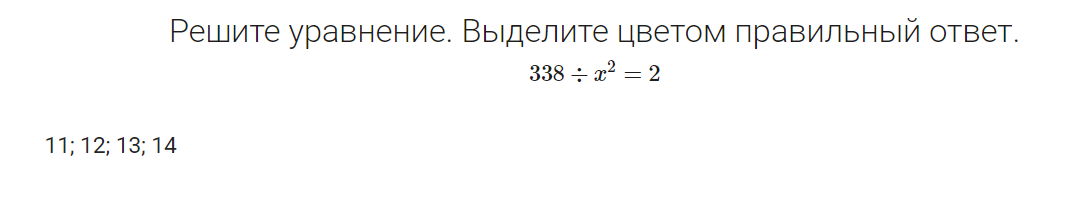 Решите уравнение. Выделите цветом правильный ответ.
338 ÷ x² = 2
11; 12; 13; 14